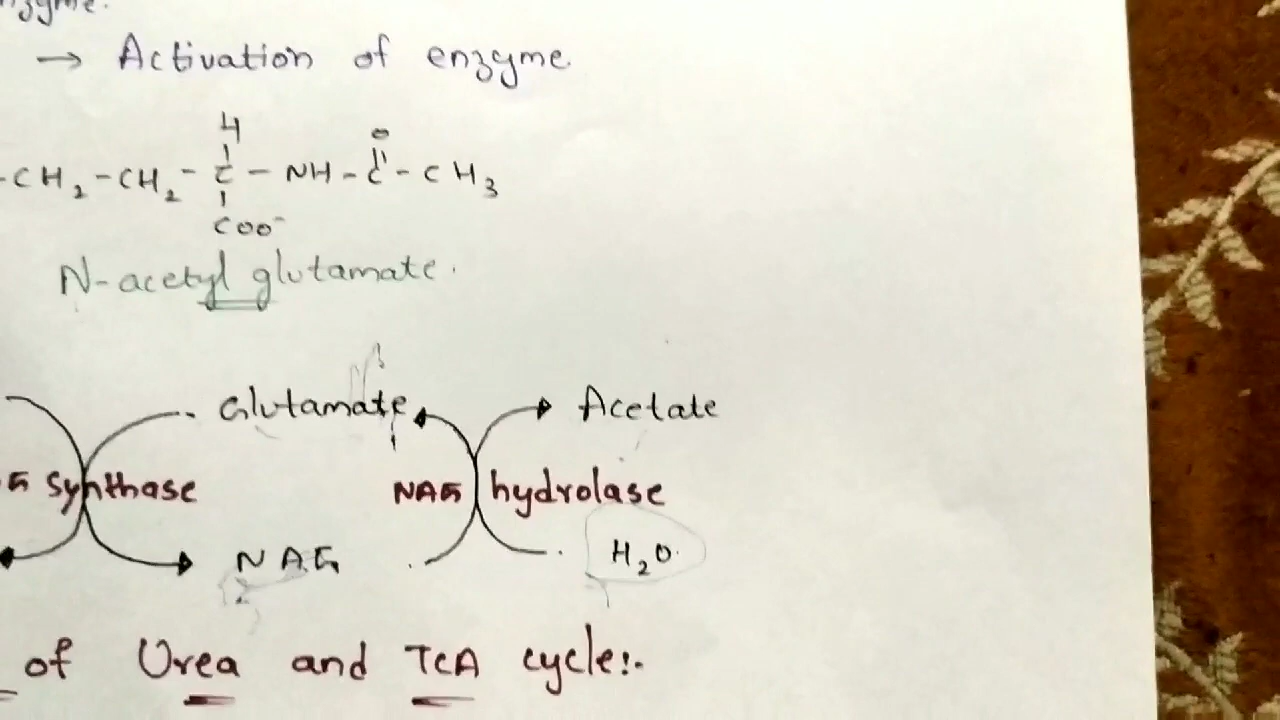 nzyme.
→ Activation of enzyme.
H
-CH₂-CH₂-C-NH-C-CH₃
O
COO⁻
N-acetyl glutamate.
Glutamate Acetate
G Synthase NAG hydrolase
NAG H₂O
of Urea and TCA cycle:-